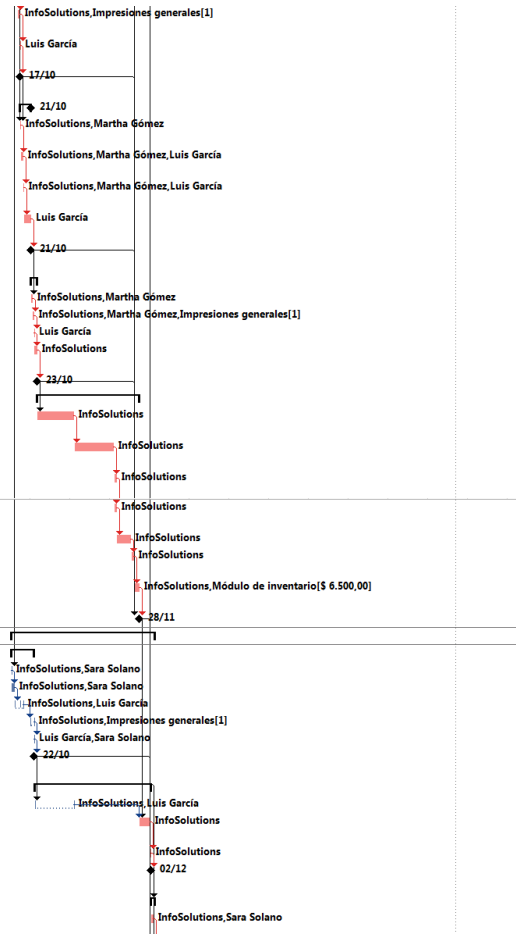 InfoSolutions,Impresiones generales[1]
Luis García
17/10
21/10
InfoSolutions,Martha Gómez
InfoSolutions,Martha Gómez,Luis García
InfoSolutions,Martha Gómez,Luis García
Luis García
21/10
InfoSolutions,Martha Gómez
InfoSolutions,Martha Gómez,Impresiones generales[1]
Luis García
InfoSolutions
23/10
InfoSolutions
InfoSolutions
InfoSolutions
InfoSolutions
InfoSolutions
InfoSolutions
InfoSolutions,Módulo de inventario[$ 6.500,00]
28/11
InfoSolutions,Sara Solano
InfoSolutions,Sara Solano
InfoSolutions,Luis García
InfoSolutions,Impresiones generales[1]
Luis García,Sara Solano
22/10
InfoSolutions,Luis García
InfoSolutions
InfoSolutions
02/12
InfoSolutions,Sara Solano